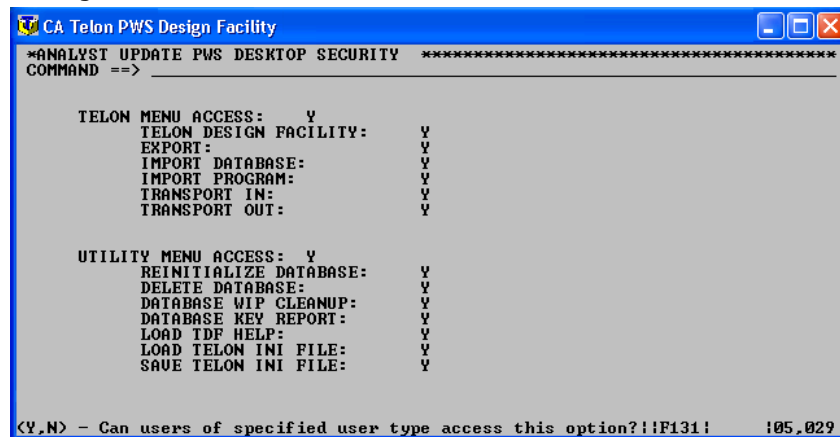 CA Telon PWS Design Facility
*ANALYST UPDATE PWS DESKTOP SECURITY ****************************************
COMMAND ==> _
TELON MENU ACCESS: Y
TELON DESIGN FACILITY: Y
EXPORT: Y
IMPORT DATABASE: Y
IMPORT PROGRAM: Y
TRANSPORT IN: Y
TRANSPORT OUT: Y
UTILITY MENU ACCESS: Y
REINITIALIZE DATABASE: Y
DELETE DATABASE: Y
DATABASE WIP CLEANUP: Y
DATABASE KEY REPORT: Y
LOAD TDF HELP: Y
LOAD TELON INI FILE: Y
SAVE TELON INI FILE: Y
(Y,N) - Can users of specified user type access this option?||F131| |05,029